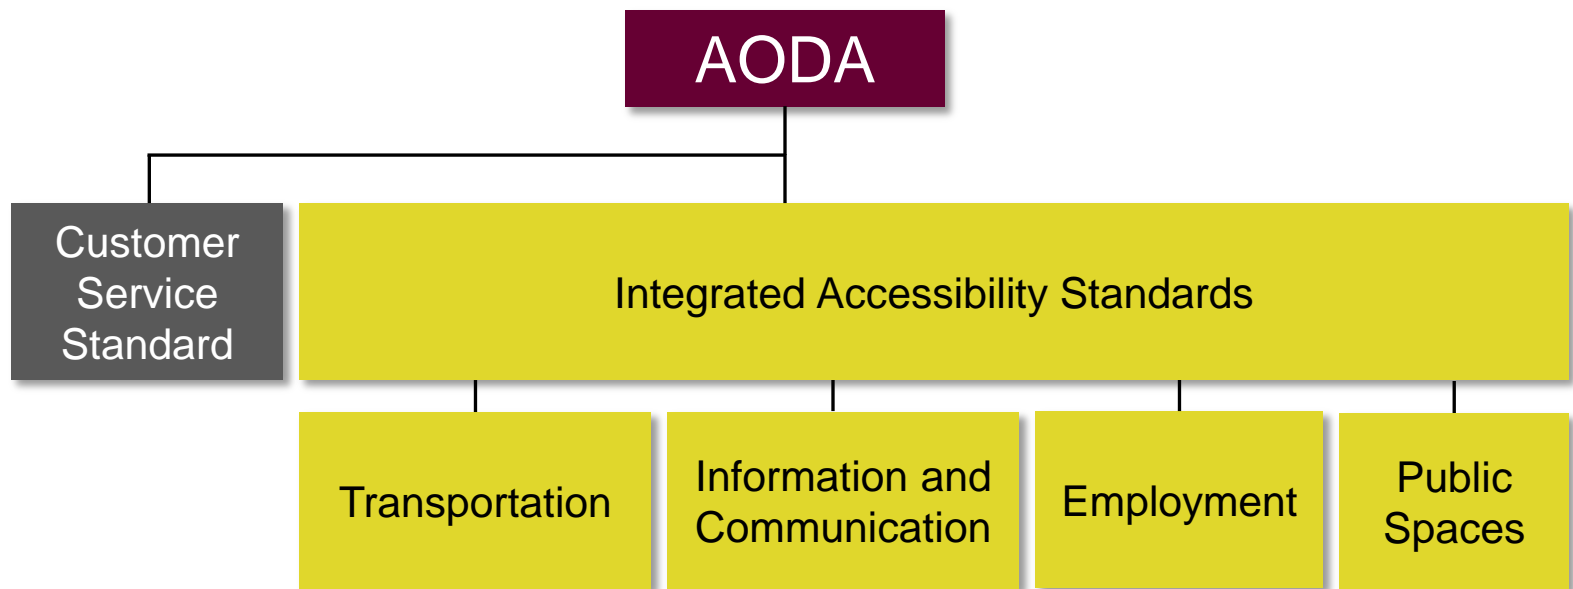 AODA
Customer
Service
Standard
Integrated Accessibility Standards
Transportation
Information and
Communication
Employment
Public
Spaces